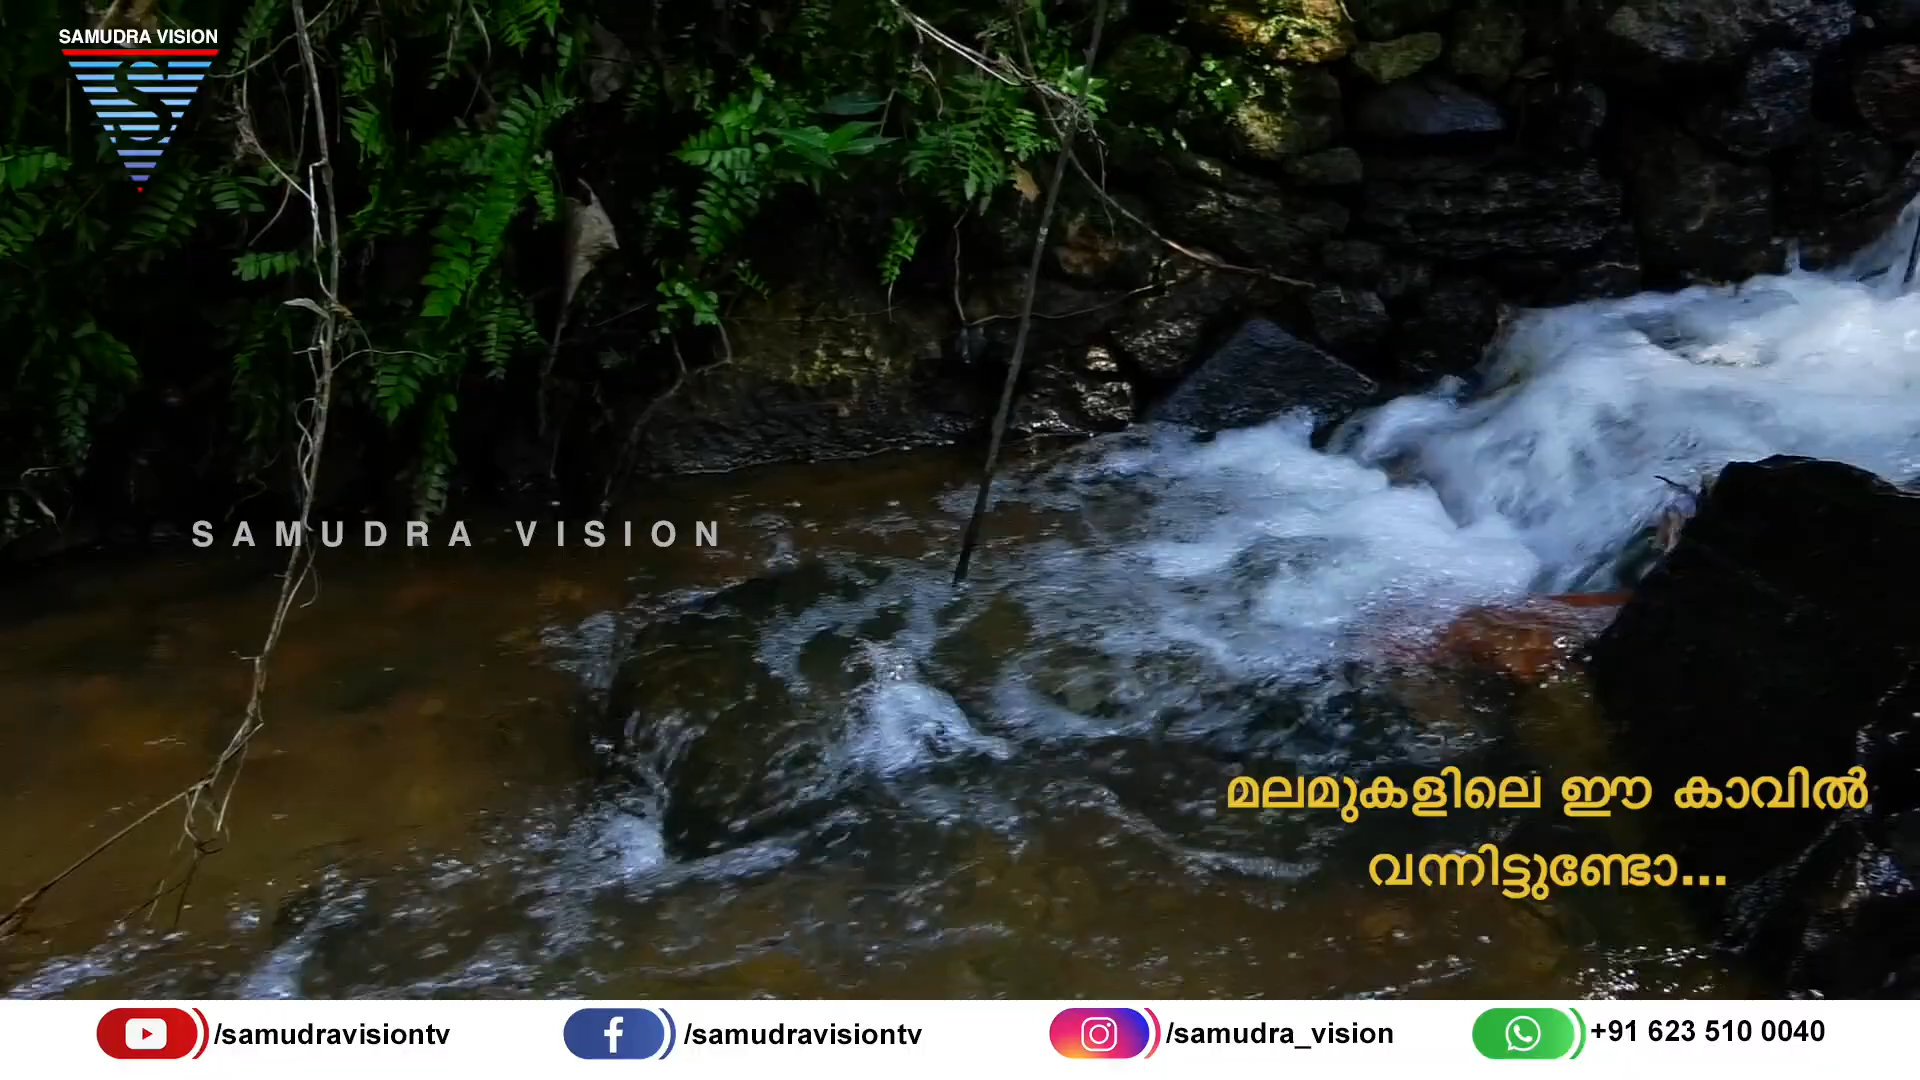 SAMUDRA VISION
S
SAMUDRA VISION
മലമുകളിലെ ഈ കാവിൽ
വന്നിട്ടുണ്ടോ...
/samudravisiontv
/samudravisiontv
/samudra_vision
+91 623 510 0040